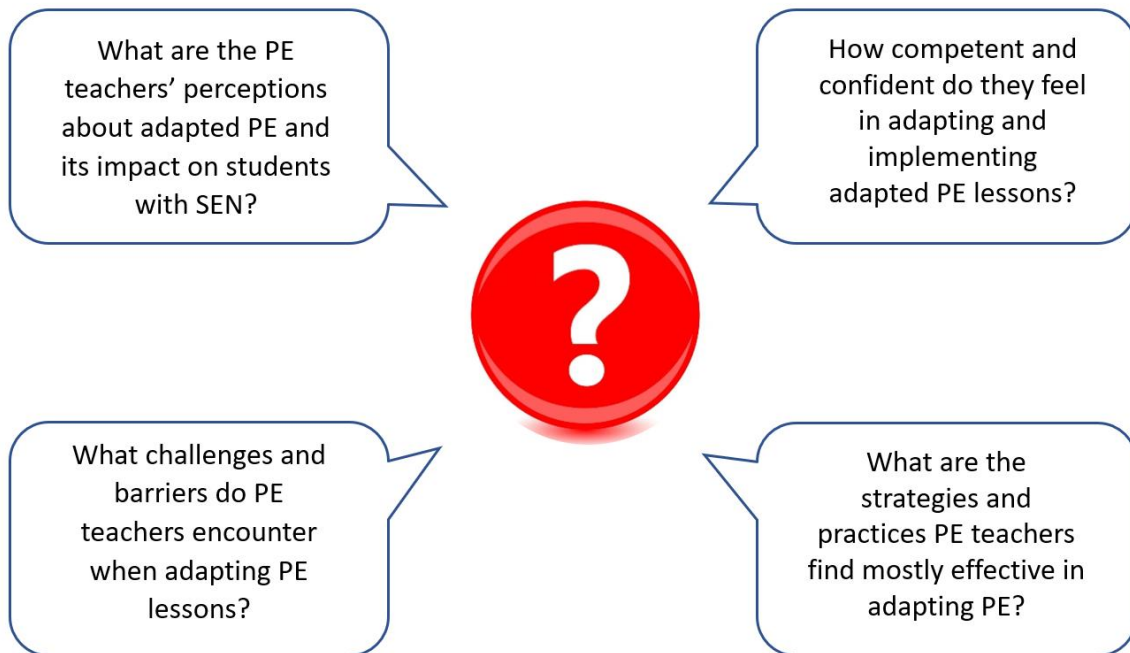 What are the PE
teachers’ perceptions
about adapted PE and
its impact on students
with SEN?
How competent and
confident do they feel
in adapting and
implementing
adapted PE lessons?
?
What challenges and
barriers do PE
teachers encounter
when adapting PE
lessons?
What are the
strategies and
practices PE teachers
find mostly effective in
adapting PE?